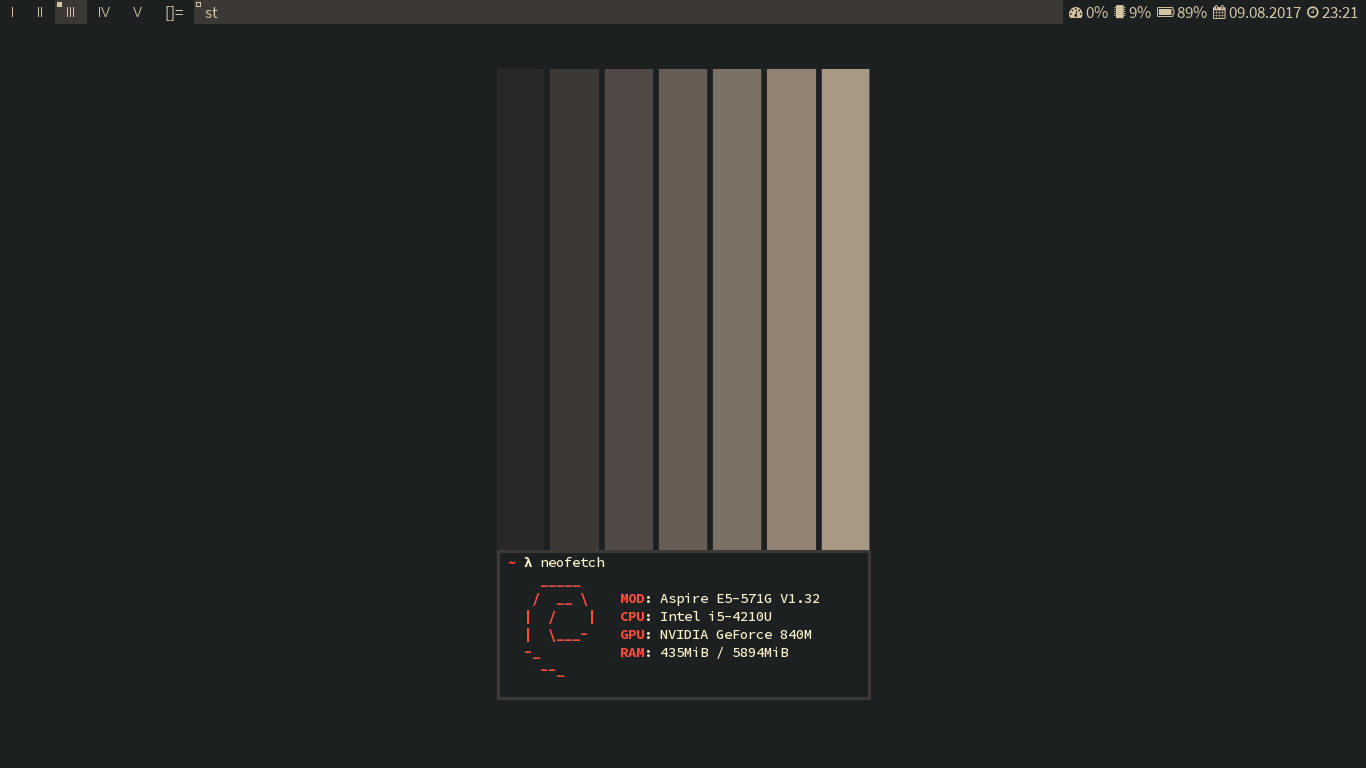 I II III IV V []= st 0% 9% 89% 09.08.2017 23:21
~ λ neofetch
MOD: Aspire E5-571G V1.32
CPU: Intel i5-4210U
GPU: NVIDIA GeForce 840M
RAM: 435MiB / 5894MiB